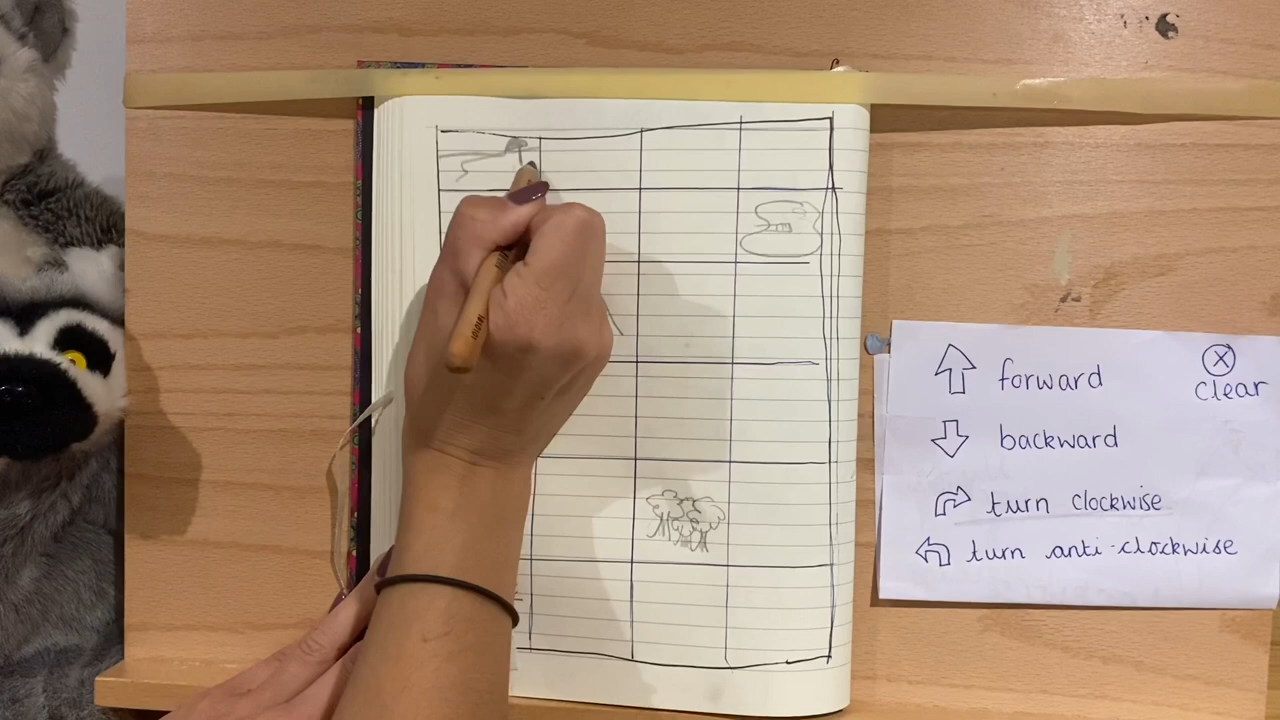 forward
clear
backward
turn clockwise
turn anti-clockwise